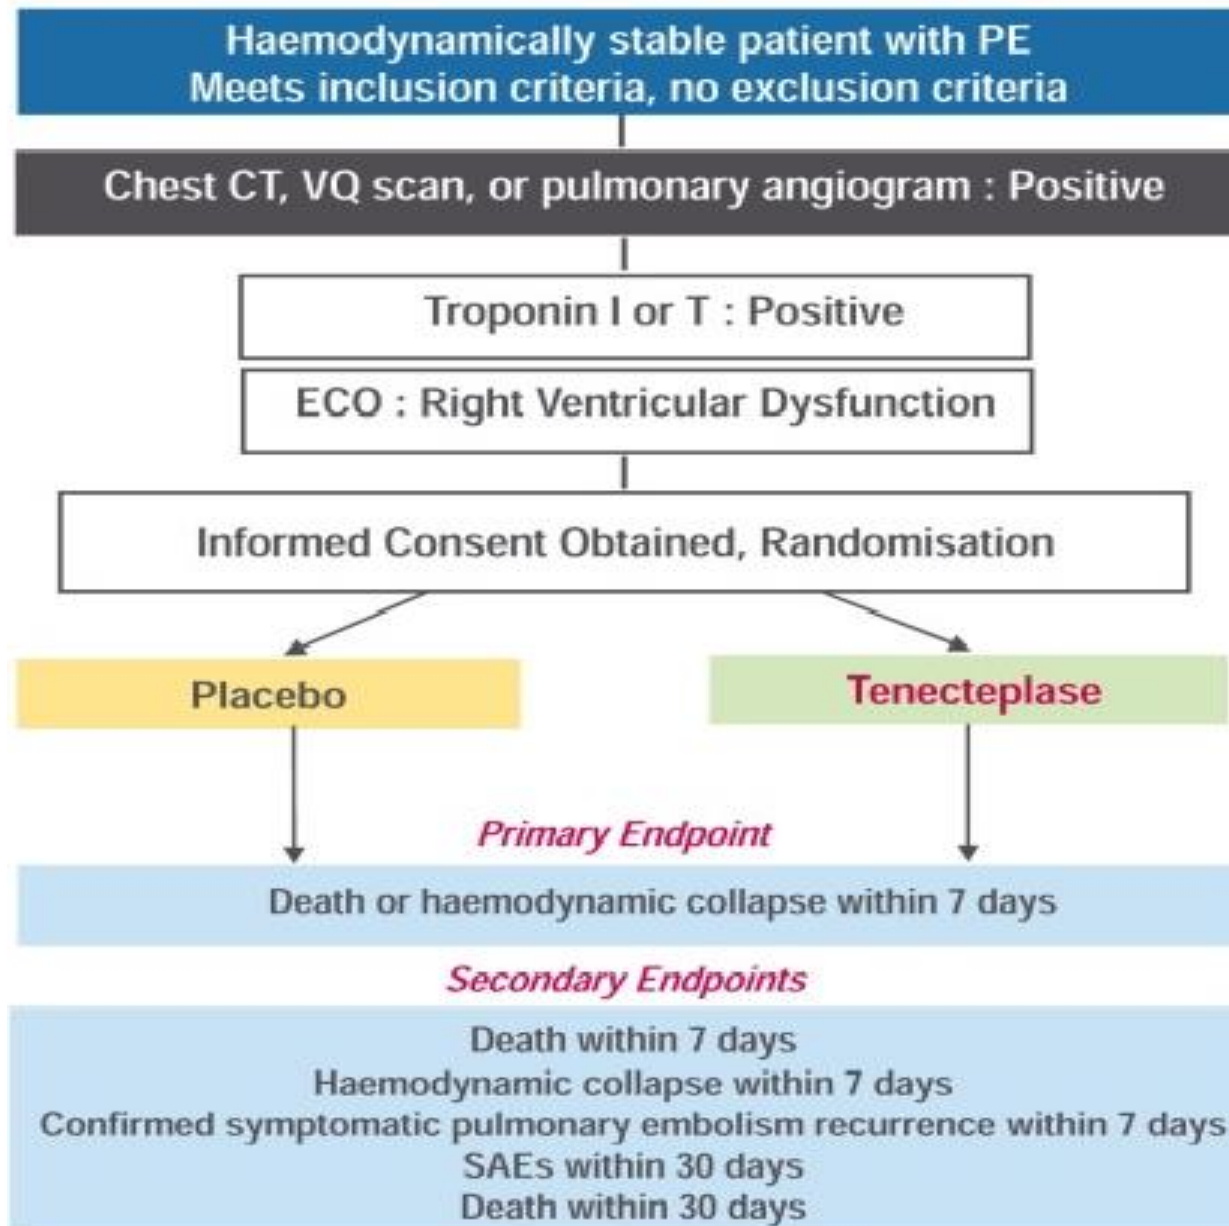 Haemodynamically stable patient with PE
Meets inclusion criteria, no exclusion criteria
Chest CT, VQ scan, or pulmonary angiogram : Positive
Troponin I or T : Positive
ECO : Right Ventricular Dysfunction
Informed Consent Obtained, Randomisation
Placebo
Tenecteplase
Primary Endpoint
Death or haemodynamic collapse within 7 days
Secondary Endpoints
Death within 7 days
Haemodynamic collapse within 7 days
Confirmed symptomatic pulmonary embolism recurrence within 7 days
SAEs within 30 days
Death within 30 days